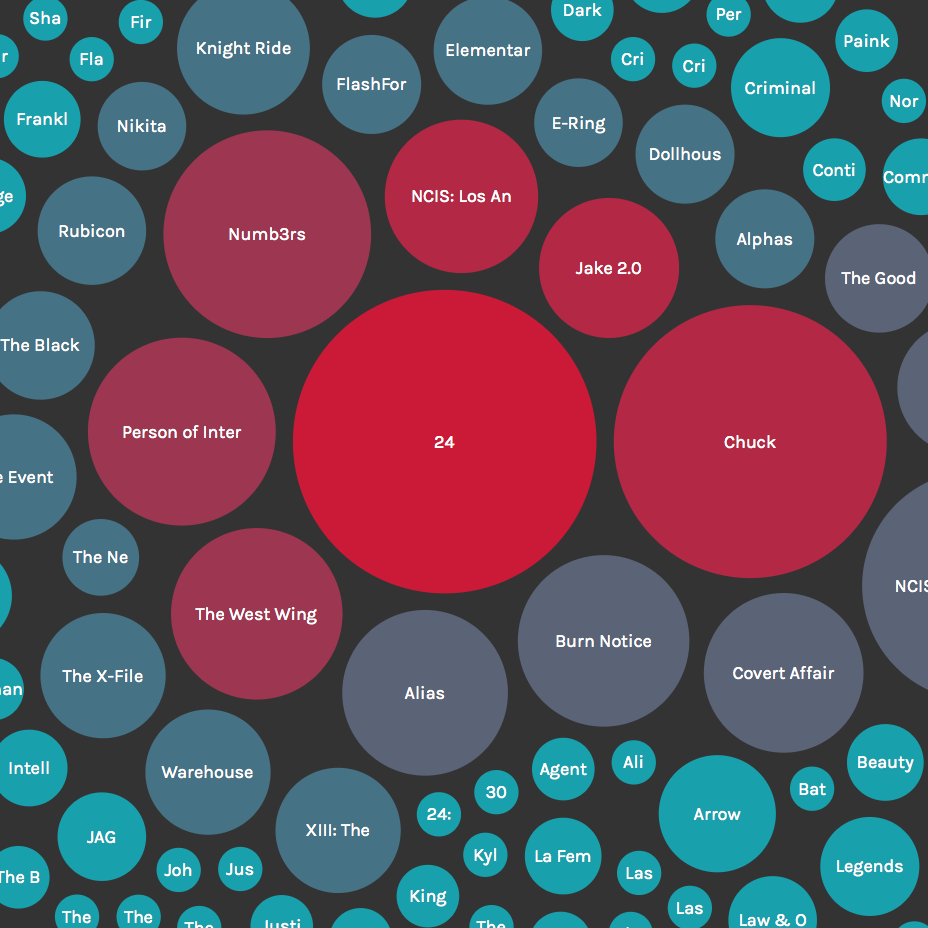 Sha
Fir
Knight Ride
Elementar
Dark
Per
Paink
r
Fla
FlashFor
Cri
Cri
Criminal
Nor
Frankl
Nikita
E-Ring
Dollhous
Conti
Comm
ge
NCIS: Los An
Rubicon
Numb3rs
Jake 2.0
Alphas
The Good
The Black
Person of Inter
24
Chuck
e Event
The Ne
NCIS
The West Wing
Burn Notice
The X-File
Alias
Covert Affair
an
Intell
Warehouse
Agent
Ali
Beauty
30
Bat
24:
Arrow
JAG
XIII: The
Kyl
La Fem
Legends
The B
Joh
Jus
Las
King
Las
The
The
The
Justi
The
Law & O